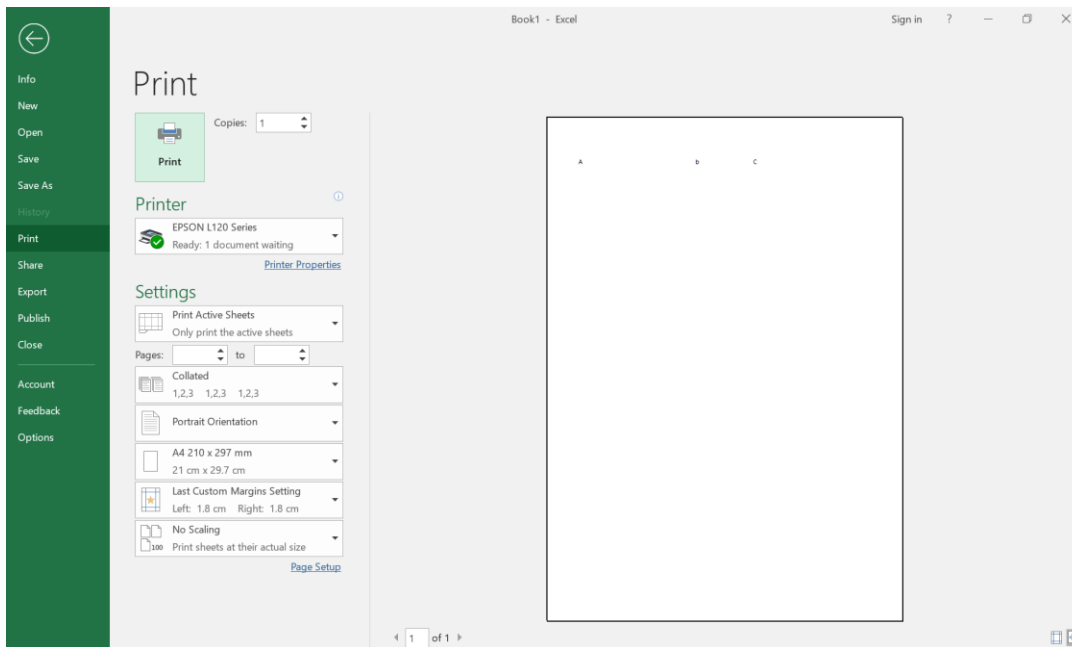 Book1 - Excel
Sign in ?
Info
New
Open
Save
Save As
History
Print
Share
Export
Publish
Close
Account
Feedback
Options
Print
Copies: 1
Print
Printer
EPSON L120 Series
Ready: 1 document waiting
Printer Properties
Settings
Print Active Sheets
Only print the active sheets
Pages: to
Collated
1,2,3 1,2,3 1,2,3
Portrait Orientation
A4 210 x 297 mm
21 cm x 29.7 cm
Last Custom Margins Setting
Left: 1.8 cm Right: 1.8 cm
No Scaling
100 Print sheets at their actual size
Page Setup
A b C
1 of 1